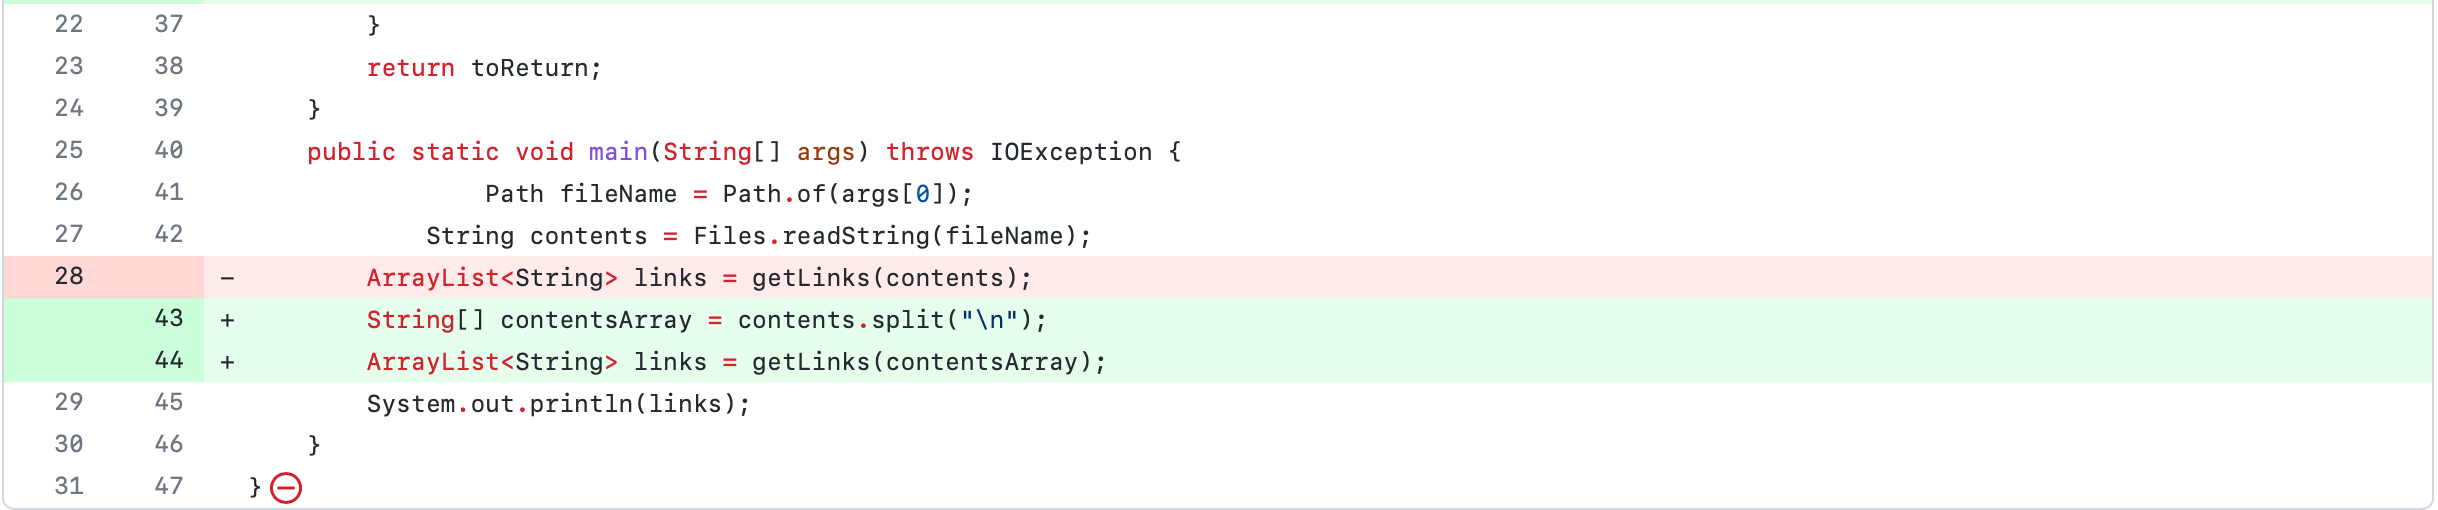 22 37 }
23 38 return toReturn;
24 39 }
25 40 public static void main(String[] args) throws IOException {
26 41 Path fileName = Path.of(args[0]);
27 42 String contents = Files.readString(fileName);
28 - ArrayList<String> links = getLinks(contents);
43 + String[] contentsArray = contents.split("\n");
44 + ArrayList<String> links = getLinks(contentsArray);
29 45 System.out.println(links);
30 46 }
31 47 }